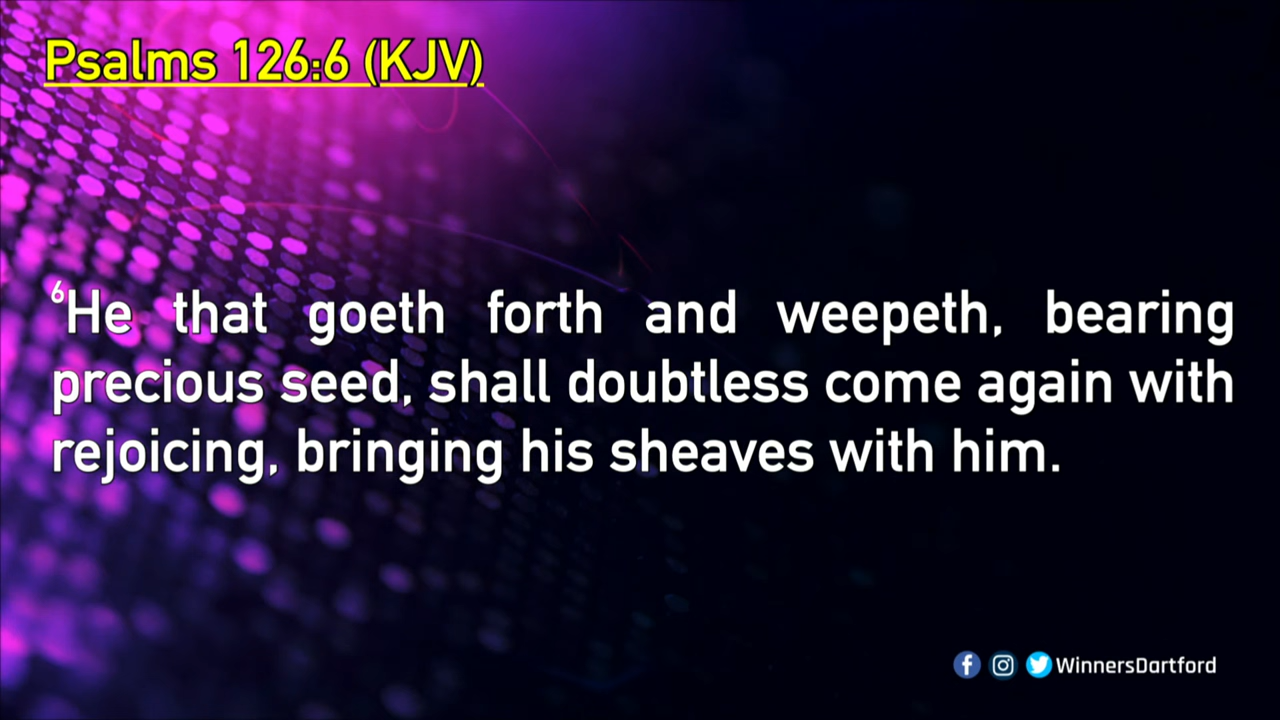 Psalms 126:6 (KJV)
6He that goeth forth and weepeth, bearing
precious seed, shall doubtless come again with
rejoicing, bringing his sheaves with him.
WinnersDartford